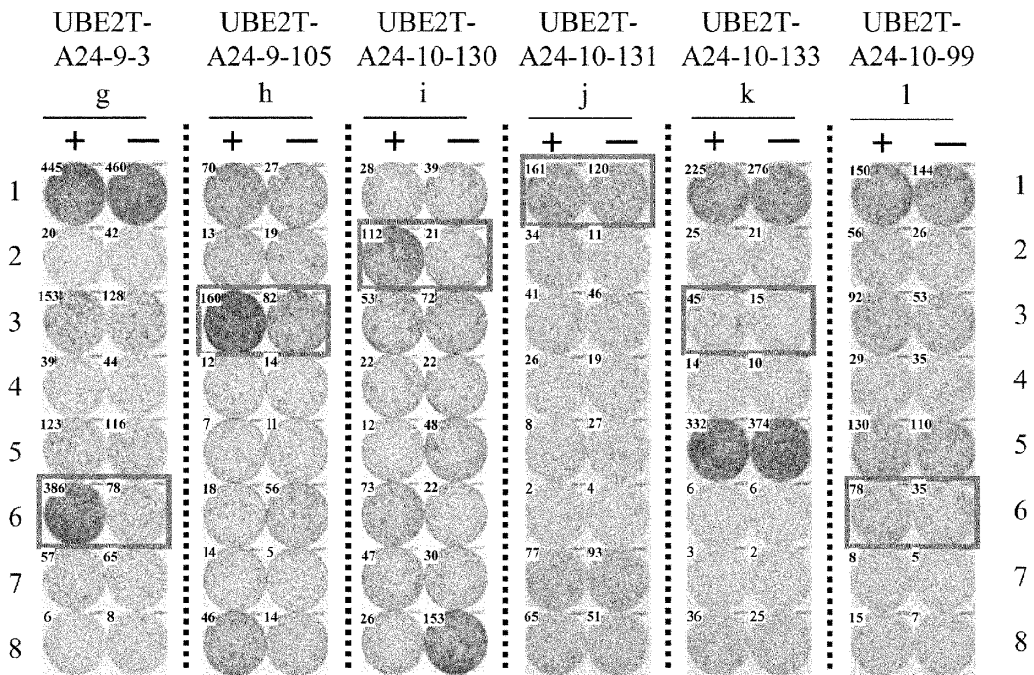 UBE2T- UBE2T- UBE2T- UBE2T- UBE2T- UBE2T-
A24-9-3 A24-9-105 A24-10-130 A24-10-131 A24-10-133 A24-10-99
g h i j k l
+ — + — + — + — + — + —
1 445 460 70 27 28 39 161 120 225 276 150 144 1
2 20 42 13 19 112 21 34 11 25 21 56 26 2
3 153 128 160 82 53 72 41 46 45 15 92 53 3
4 39 44 12 14 22 22 26 19 14 10 29 35 4
5 123 116 7 11 12 48 8 27 332 374 130 110 5
6 386 78 18 56 73 22 2 4 6 6 78 35 6
7 57 65 14 5 47 30 77 93 3 2 8 5 7
8 6 8 46 14 26 153 65 51 36 25 15 7 8